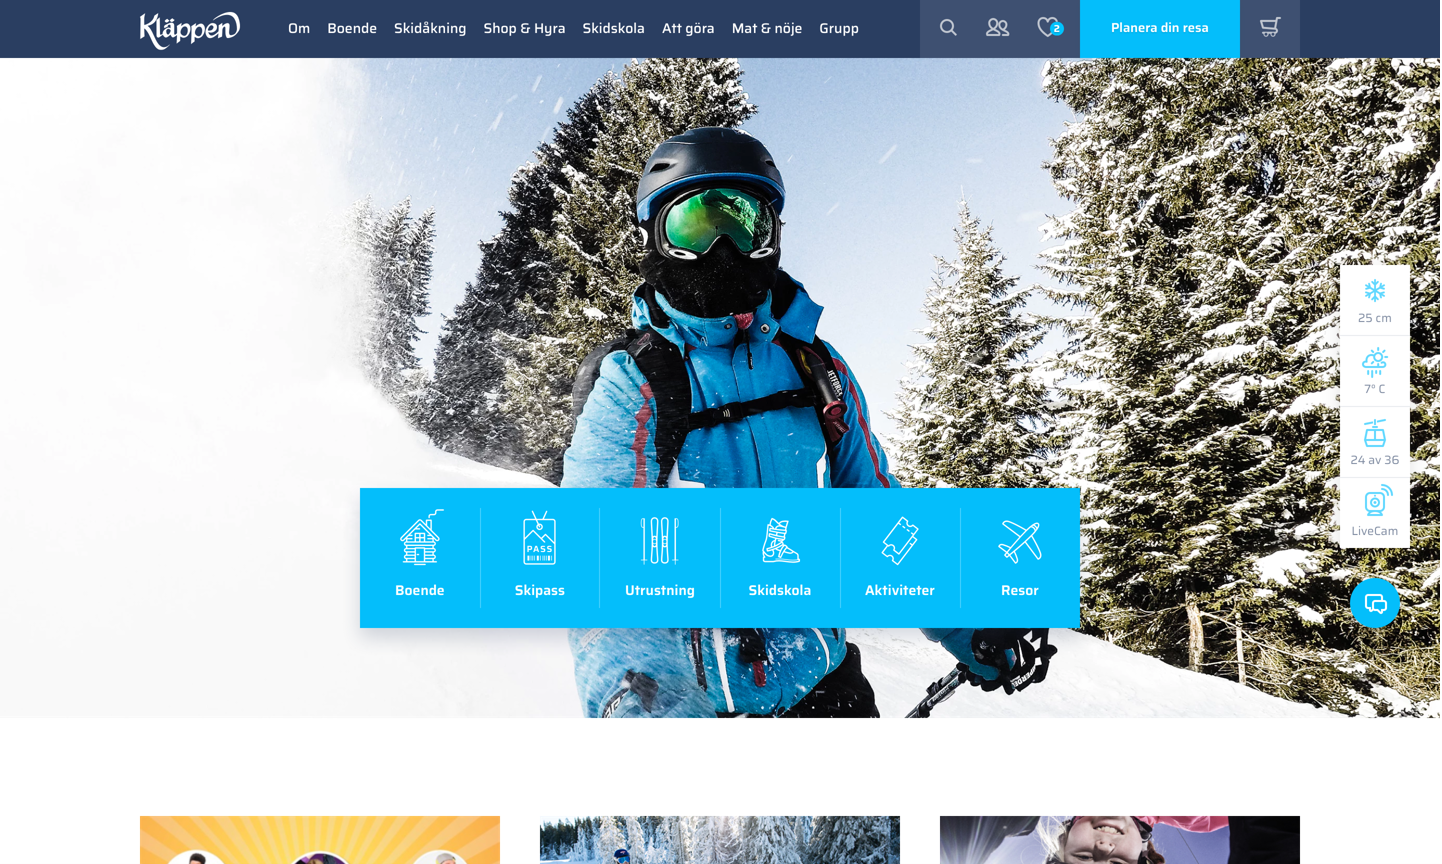 Kläppen
Om Boende Skidåkning Shop & Hyra Skidskola Att göra Mat & nöje Grupp
2
Planera din resa
JETFORCE
25 cm
7° C
24 av 36
LiveCam
PASS
Boende
Skipass
Utrustning
Skidskola
Aktiviteter
Resor